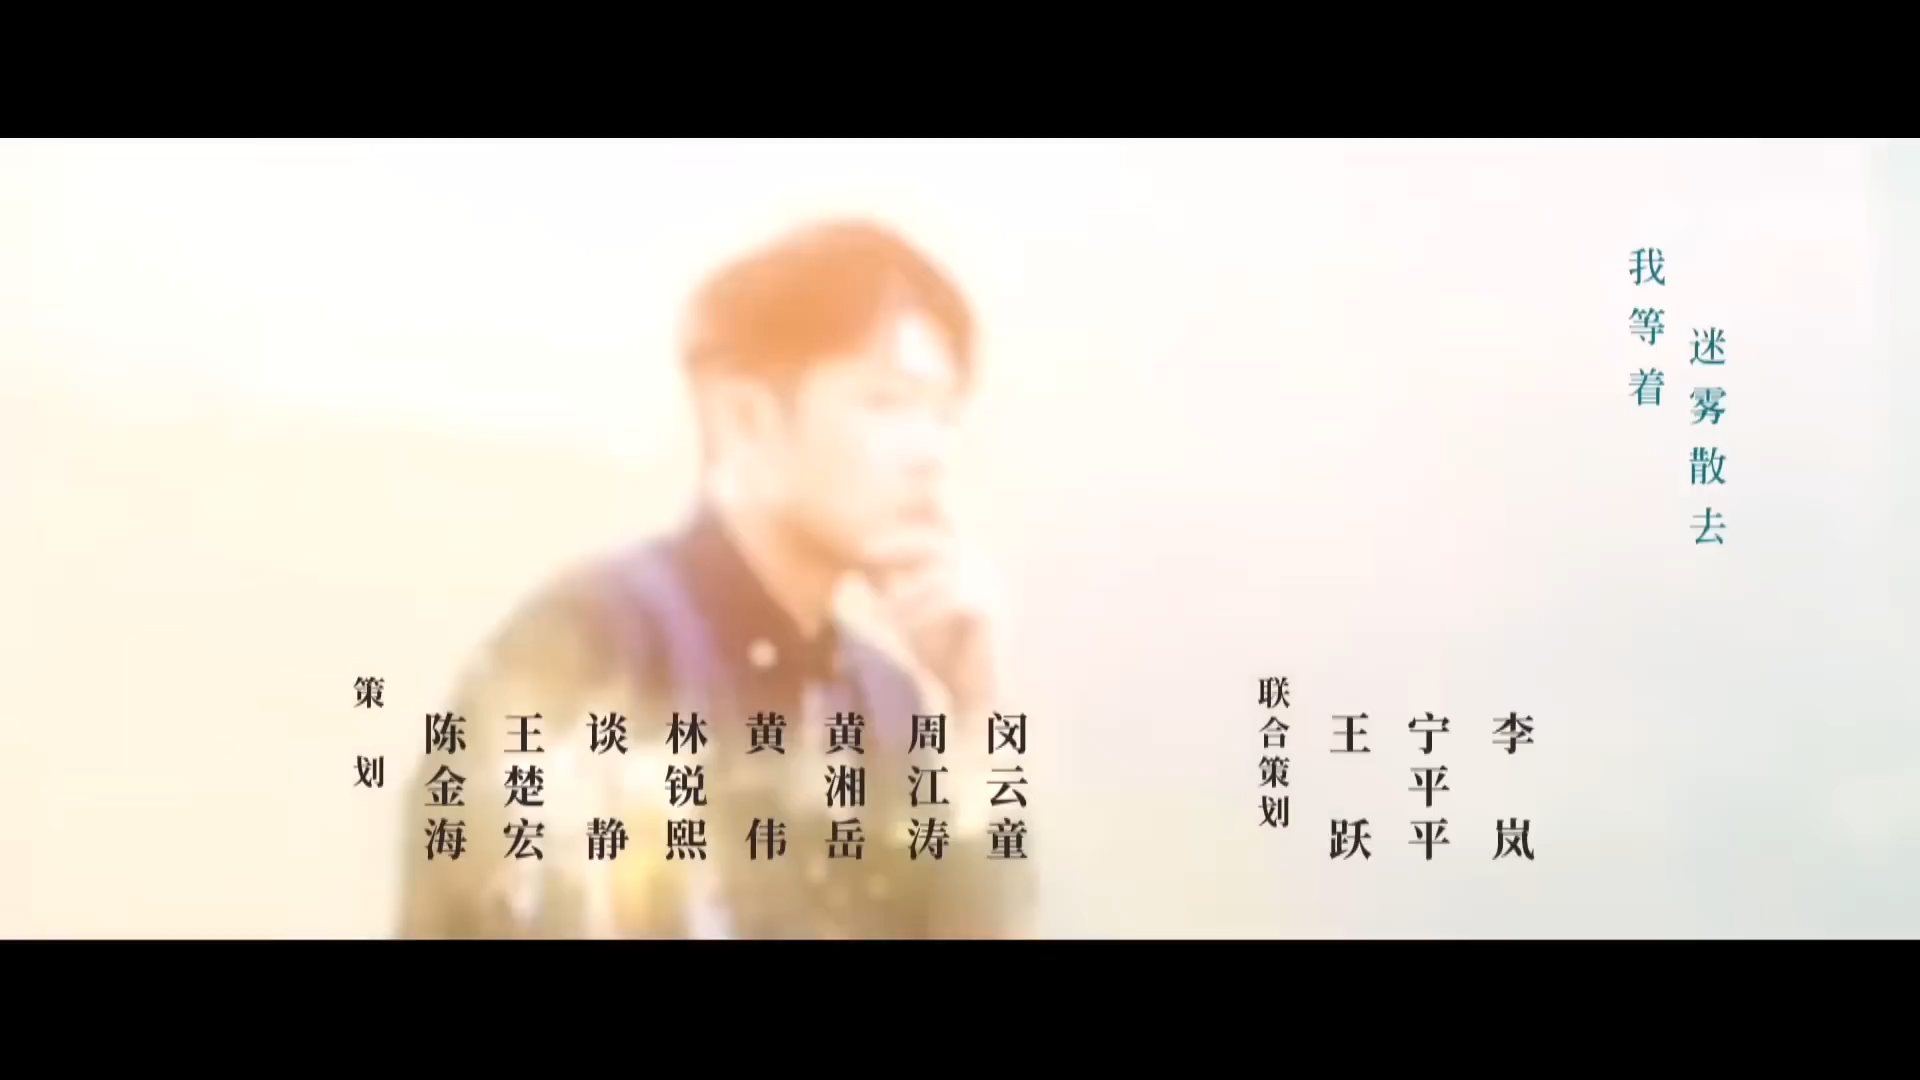 我等着
迷雾散去
策划
陈金海
王楚宏
谈静
林锐熙
黄伟
黄湘岳
周江涛
闵云童
联合策划
王跃
宁平平
李岚